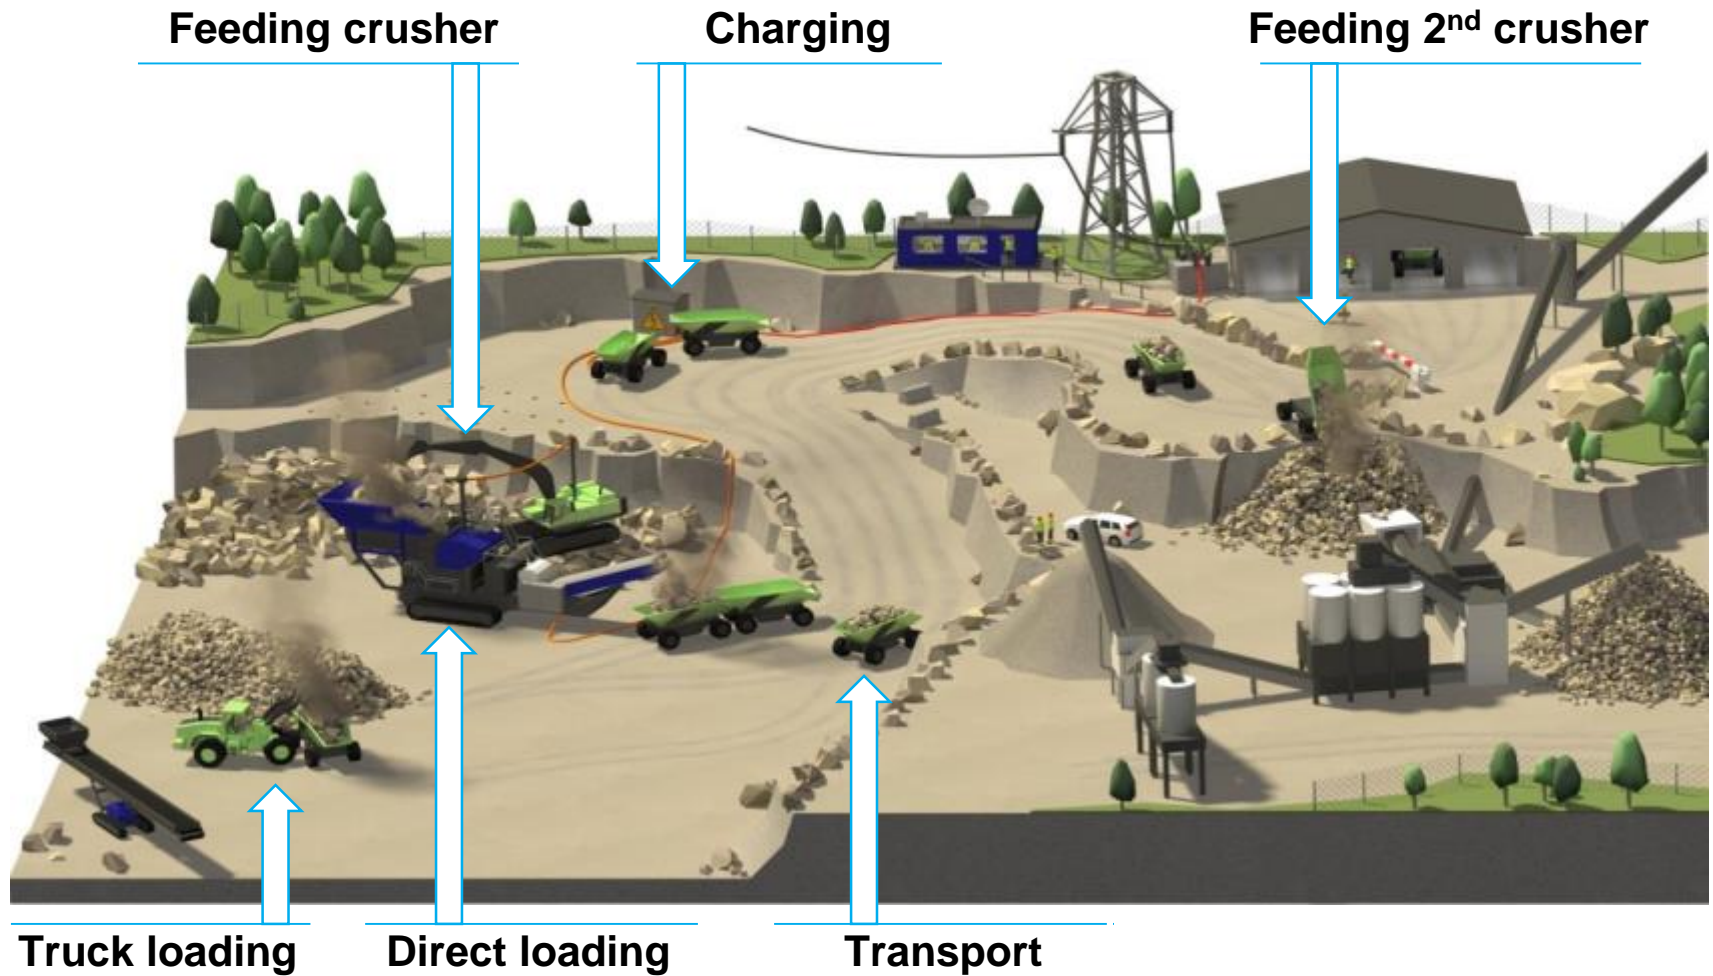 Feeding crusher
Charging
Feeding 2nd crusher
Truck loading
Direct loading
Transport